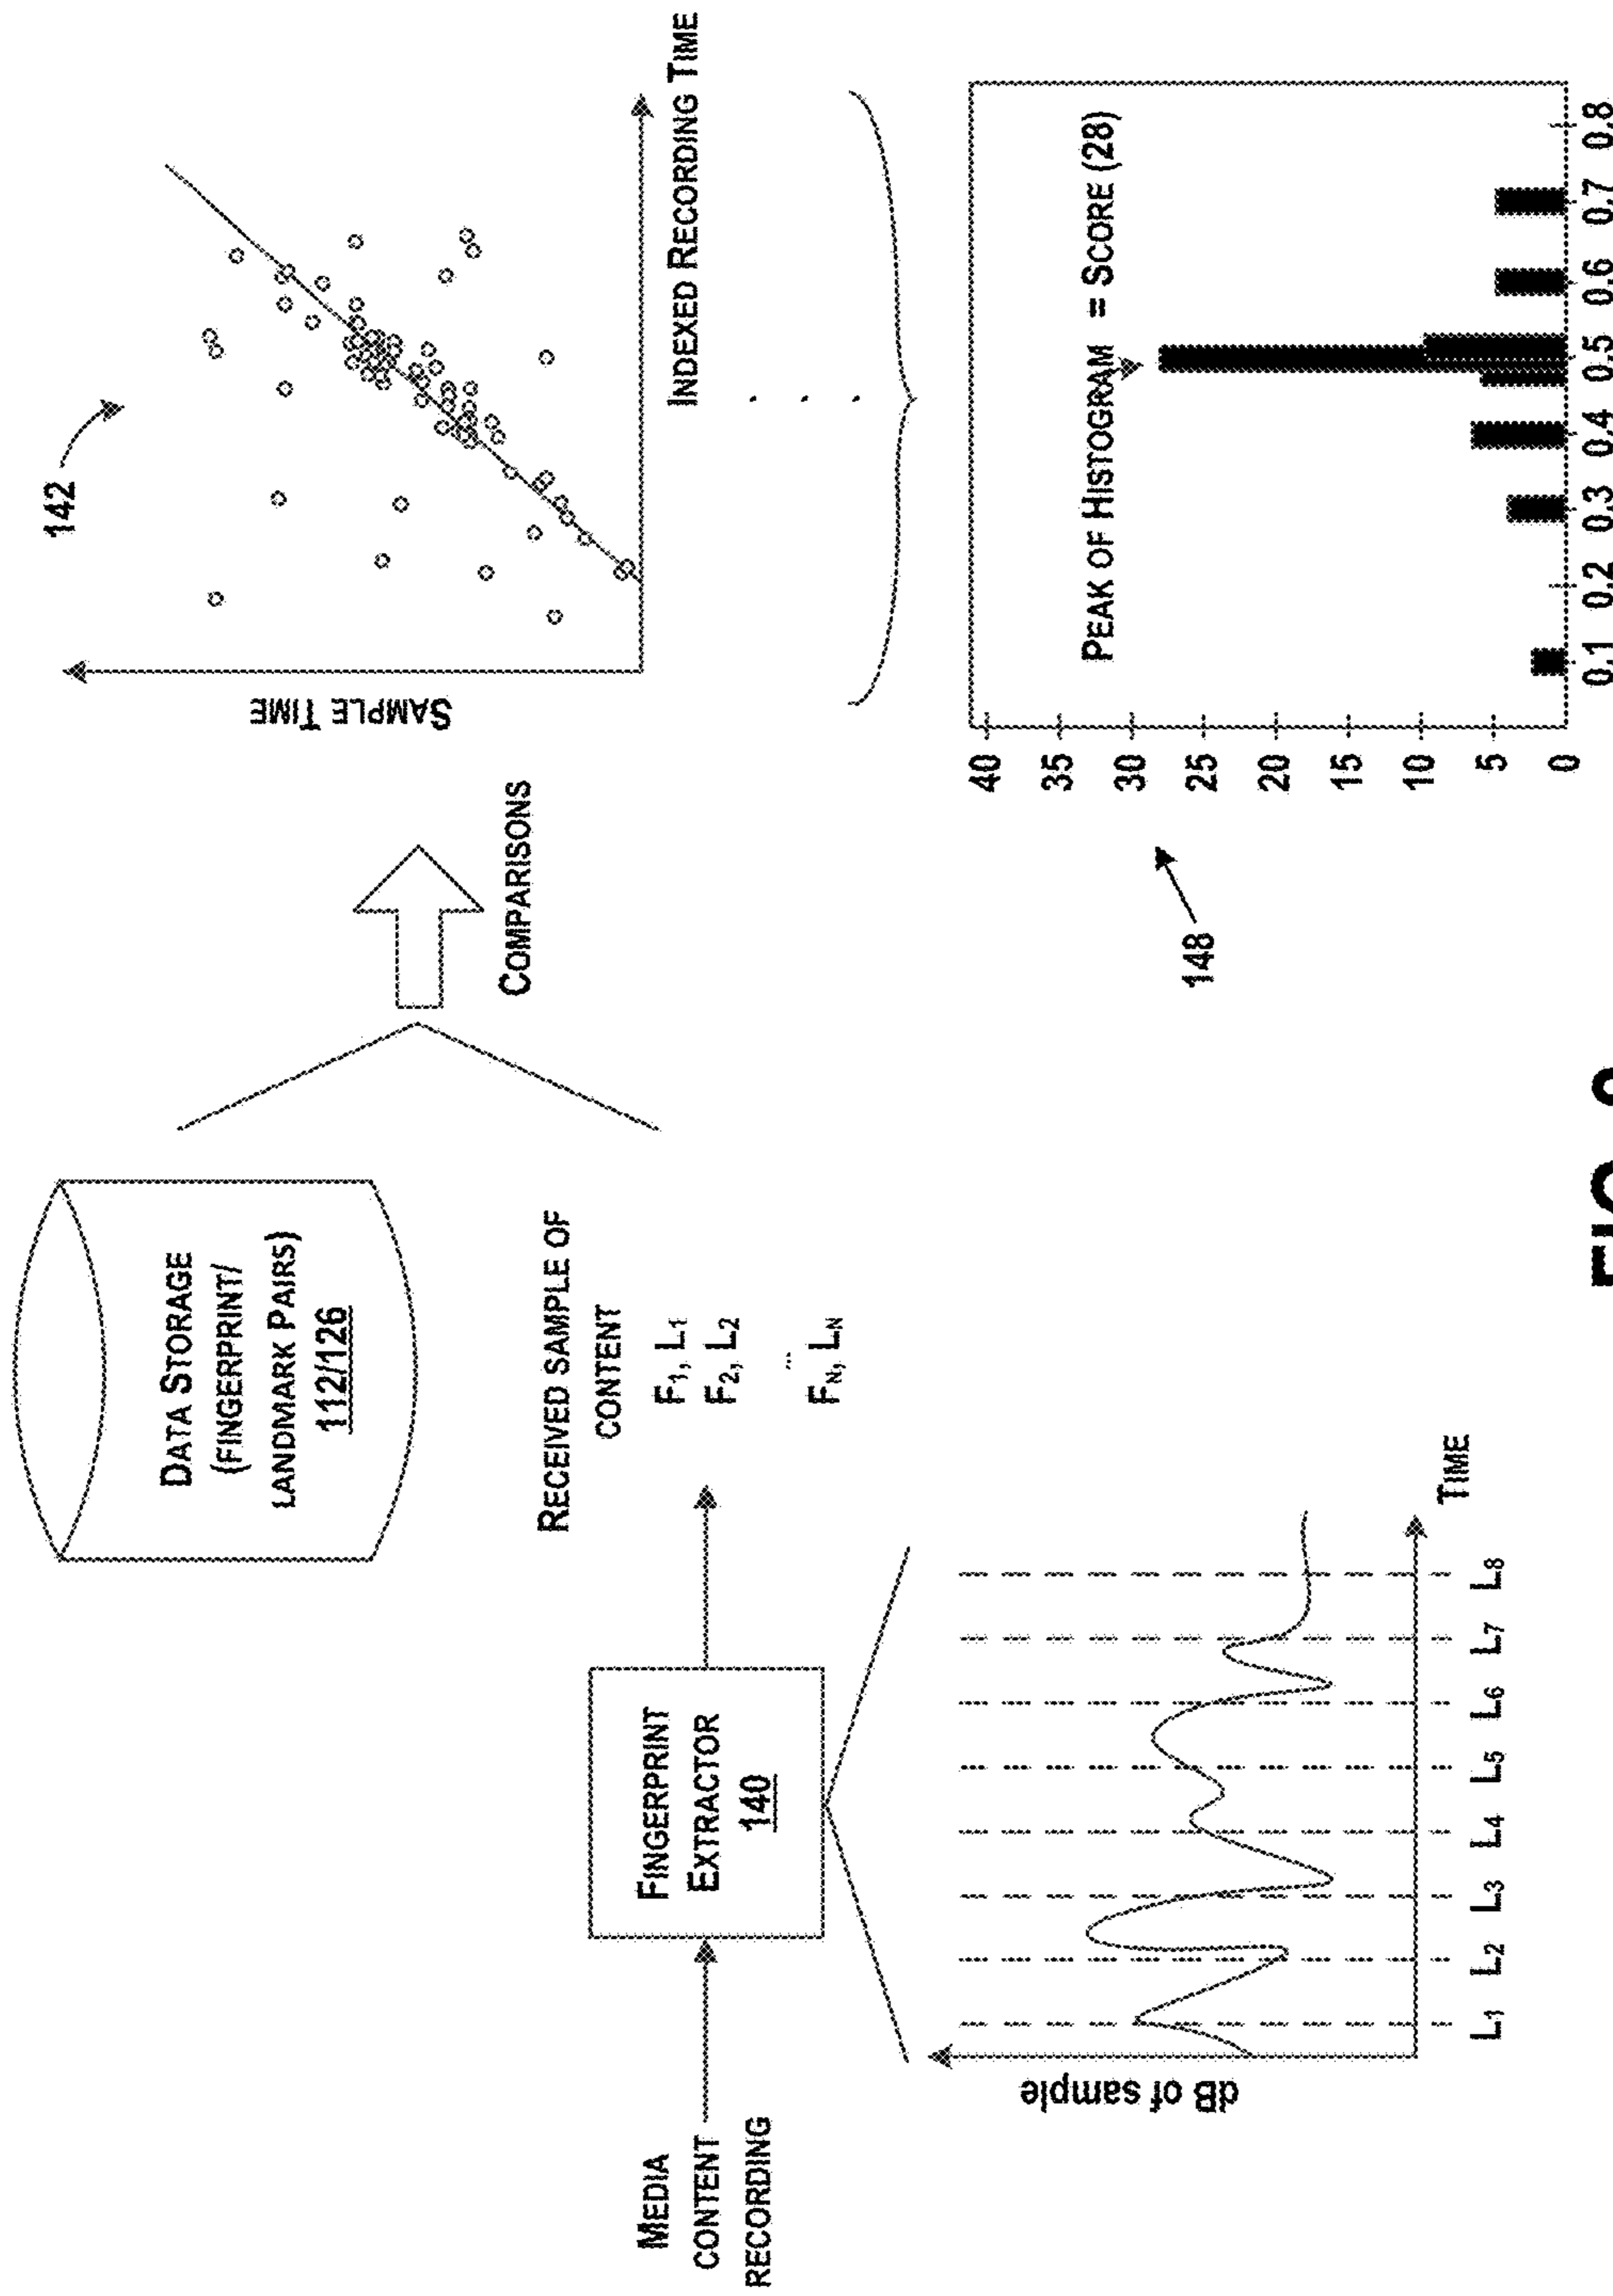 DATA STORAGE
(FINGERPRINT/
LANDMARK PAIRS)
112/126
MEDIA
CONTENT
RECORDING
FINGERPRINT
EXTRACTOR
140
RECEIVED SAMPLE OF
CONTENT
F1, L1
F2, L2
...
FN, LN
dB of sample
L1 L2 L3 L4 L5 L6 L7 L8
TIME
COMPARISONS
142
SAMPLE TIME
INDEXED RECORDING TIME
148
PEAK OF HISTOGRAM = SCORE (28)
40
35
30
25
20
15
10
5
0
0.1 0.2 0.3 0.4 0.5 0.6 0.7 0.8